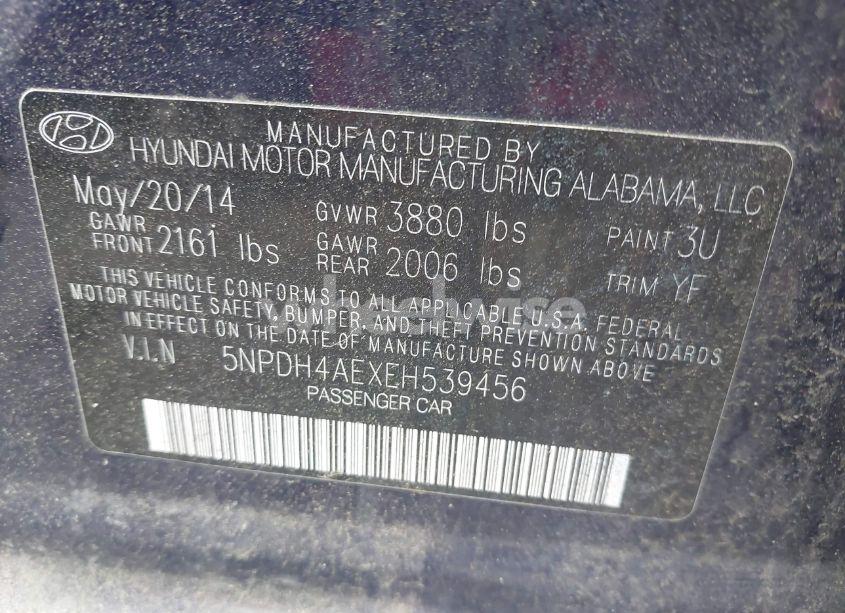 MANUFACTURED BY
HYUNDAI MOTOR MANUFACTURING ALABAMA, LLC
May/20/14 GVWR 3880 lbs PAINT 3U
GAWR FRONT 2161 lbs GAWR REAR 2006 lbs TRIM YF
THIS VEHICLE CONFORMS TO ALL APPLICABLE U.S.A. FEDERAL
MOTOR VEHICLE SAFETY, BUMPER, AND THEFT PREVENTION STANDARDS
IN EFFECT ON THE DATE OF MANUFACTURE SHOWN ABOVE
V.I.N 5NPDH4AEXEH539456
PASSENGER CAR
wheelwise